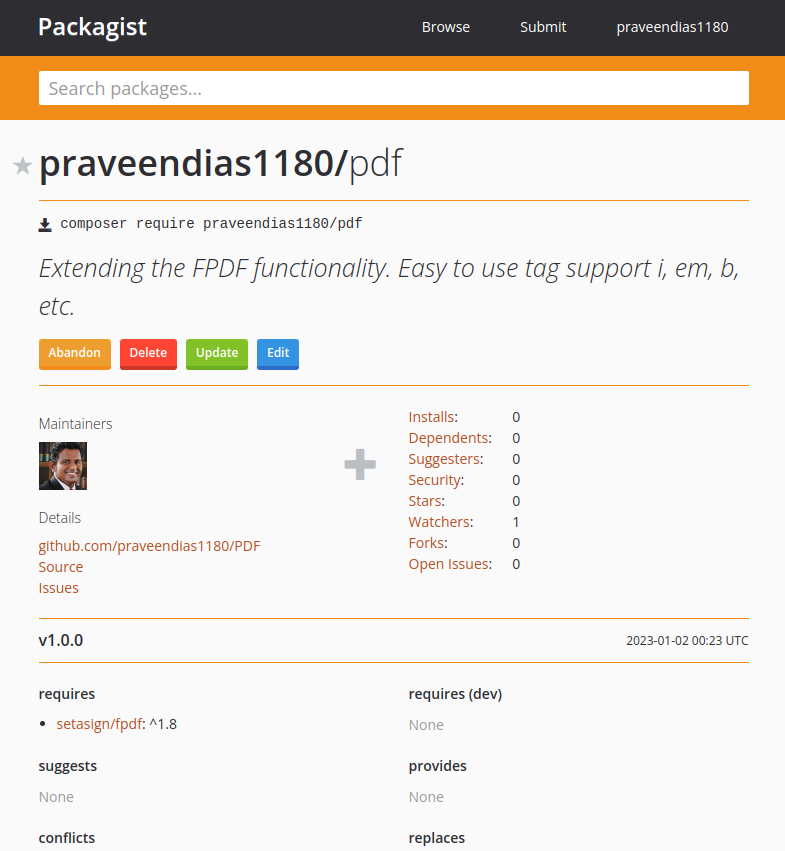 Packagist
Browse Submit praveendias1180
Search packages...
praveendias1180/pdf
composer require praveendias1180/pdf
Extending the FPDF functionality. Easy to use tag support i, em, b,
etc.
Abandon Delete Update Edit
Maintainers
Installs: 0
Dependents: 0
Suggesters: 0
Security: 0
Stars: 0
Watchers: 1
Forks: 0
Open Issues: 0
Details
github.com/praveendias1180/PDF
Source
Issues
v1.0.0 2023-01-02 00:23 UTC
requires
setasign/fpdf: ^1.8
requires (dev)
None
suggests
None
provides
None
conflicts
replaces